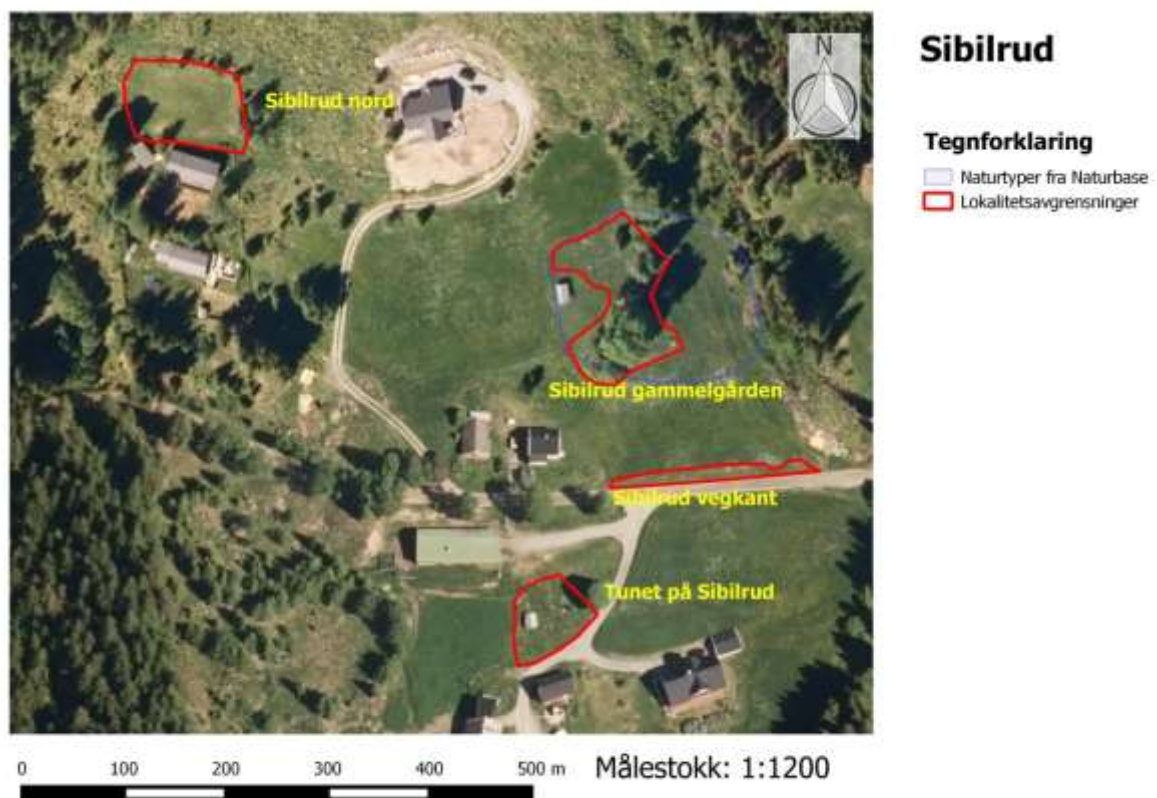 Sibilrud
N
Tegnforklaring
Naturtyper fra Naturbase
Lokalitetsavgrensninger
Sibilrud nord
Sibilrud gammelgården
Sibilrud vegkant
Tunet på Sibilrud
0 100 200 300 400 500 m
Målestokk: 1:1200